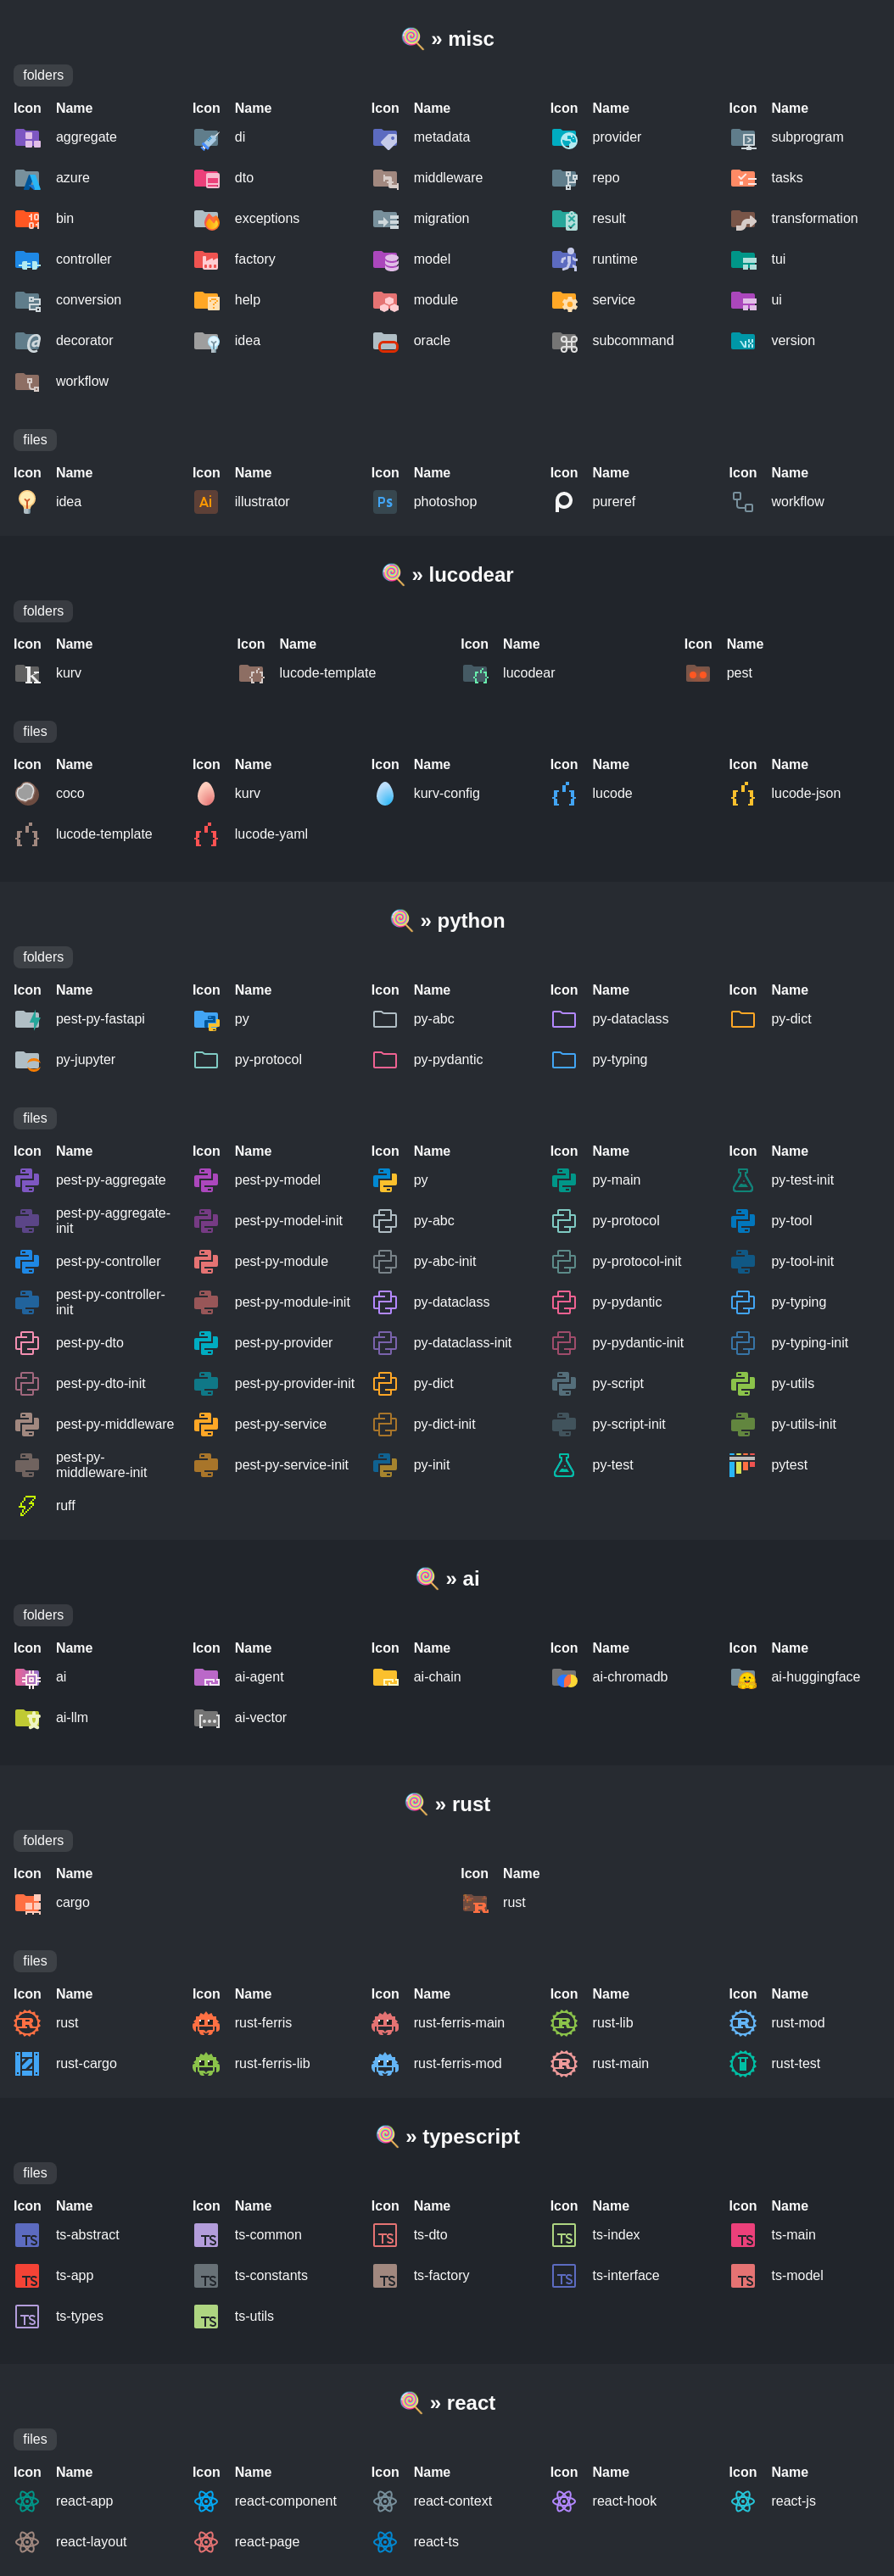 » misc
folders
Icon Name Icon Name Icon Name Icon Name Icon Name
aggregate di metadata provider subprogram
azure dto middleware repo tasks
bin exceptions migration result transformation
controller factory model runtime tui
conversion help module service ui
decorator idea oracle subcommand version
workflow
files
Icon Name Icon Name Icon Name Icon Name Icon Name
idea Ai illustrator Ps photoshop pureref workflow
» lucodear
folders
Icon Name Icon Name Icon Name Icon Name
k kurv lucode-template lucodear pest
files
Icon Name Icon Name Icon Name Icon Name Icon Name
coco kurv kurv-config lucode lucode-json
lucode-template lucode-yaml
» python
folders
Icon Name Icon Name Icon Name Icon Name Icon Name
pest-py-fastapi py py-abc py-dataclass py-dict
py-jupyter py-protocol py-pydantic py-typing
files
Icon Name Icon Name Icon Name Icon Name Icon Name
pest-py-aggregate pest-py-model py py-main py-test-init
pest-py-aggregate-
init pest-py-model-init py-abc py-protocol py-tool
pest-py-controller pest-py-module py-abc-init py-protocol-init py-tool-init
pest-py-controller-
init pest-py-module-init py-dataclass py-pydantic py-typing
pest-py-dto pest-py-provider py-dataclass-init py-pydantic-init py-typing-init
pest-py-dto-init pest-py-provider-init py-dict py-script py-utils
pest-py-middleware pest-py-service py-dict-init py-script-init py-utils-init
pest-py-
middleware-init pest-py-service-init py-init py-test pytest
ruff
» ai
folders
Icon Name Icon Name Icon Name Icon Name Icon Name
ai ai-agent ai-chain ai-chromadb ai-huggingface
ai-llm ai-vector
» rust
folders
Icon Name Icon Name
cargo rust
files
Icon Name Icon Name Icon Name Icon Name Icon Name
R rust rust-ferris rust-ferris-main R rust-lib R rust-mod
rust-cargo rust-ferris-lib rust-ferris-mod R rust-main rust-test
» typescript
files
Icon Name Icon Name Icon Name Icon Name Icon Name
TS ts-abstract TS ts-common TS ts-dto TS ts-index TS ts-main
TS ts-app TS ts-constants TS ts-factory TS ts-interface TS ts-model
TS ts-types TS ts-utils
» react
files
Icon Name Icon Name Icon Name Icon Name Icon Name
react-app react-component react-context react-hook react-js
react-layout react-page react-ts